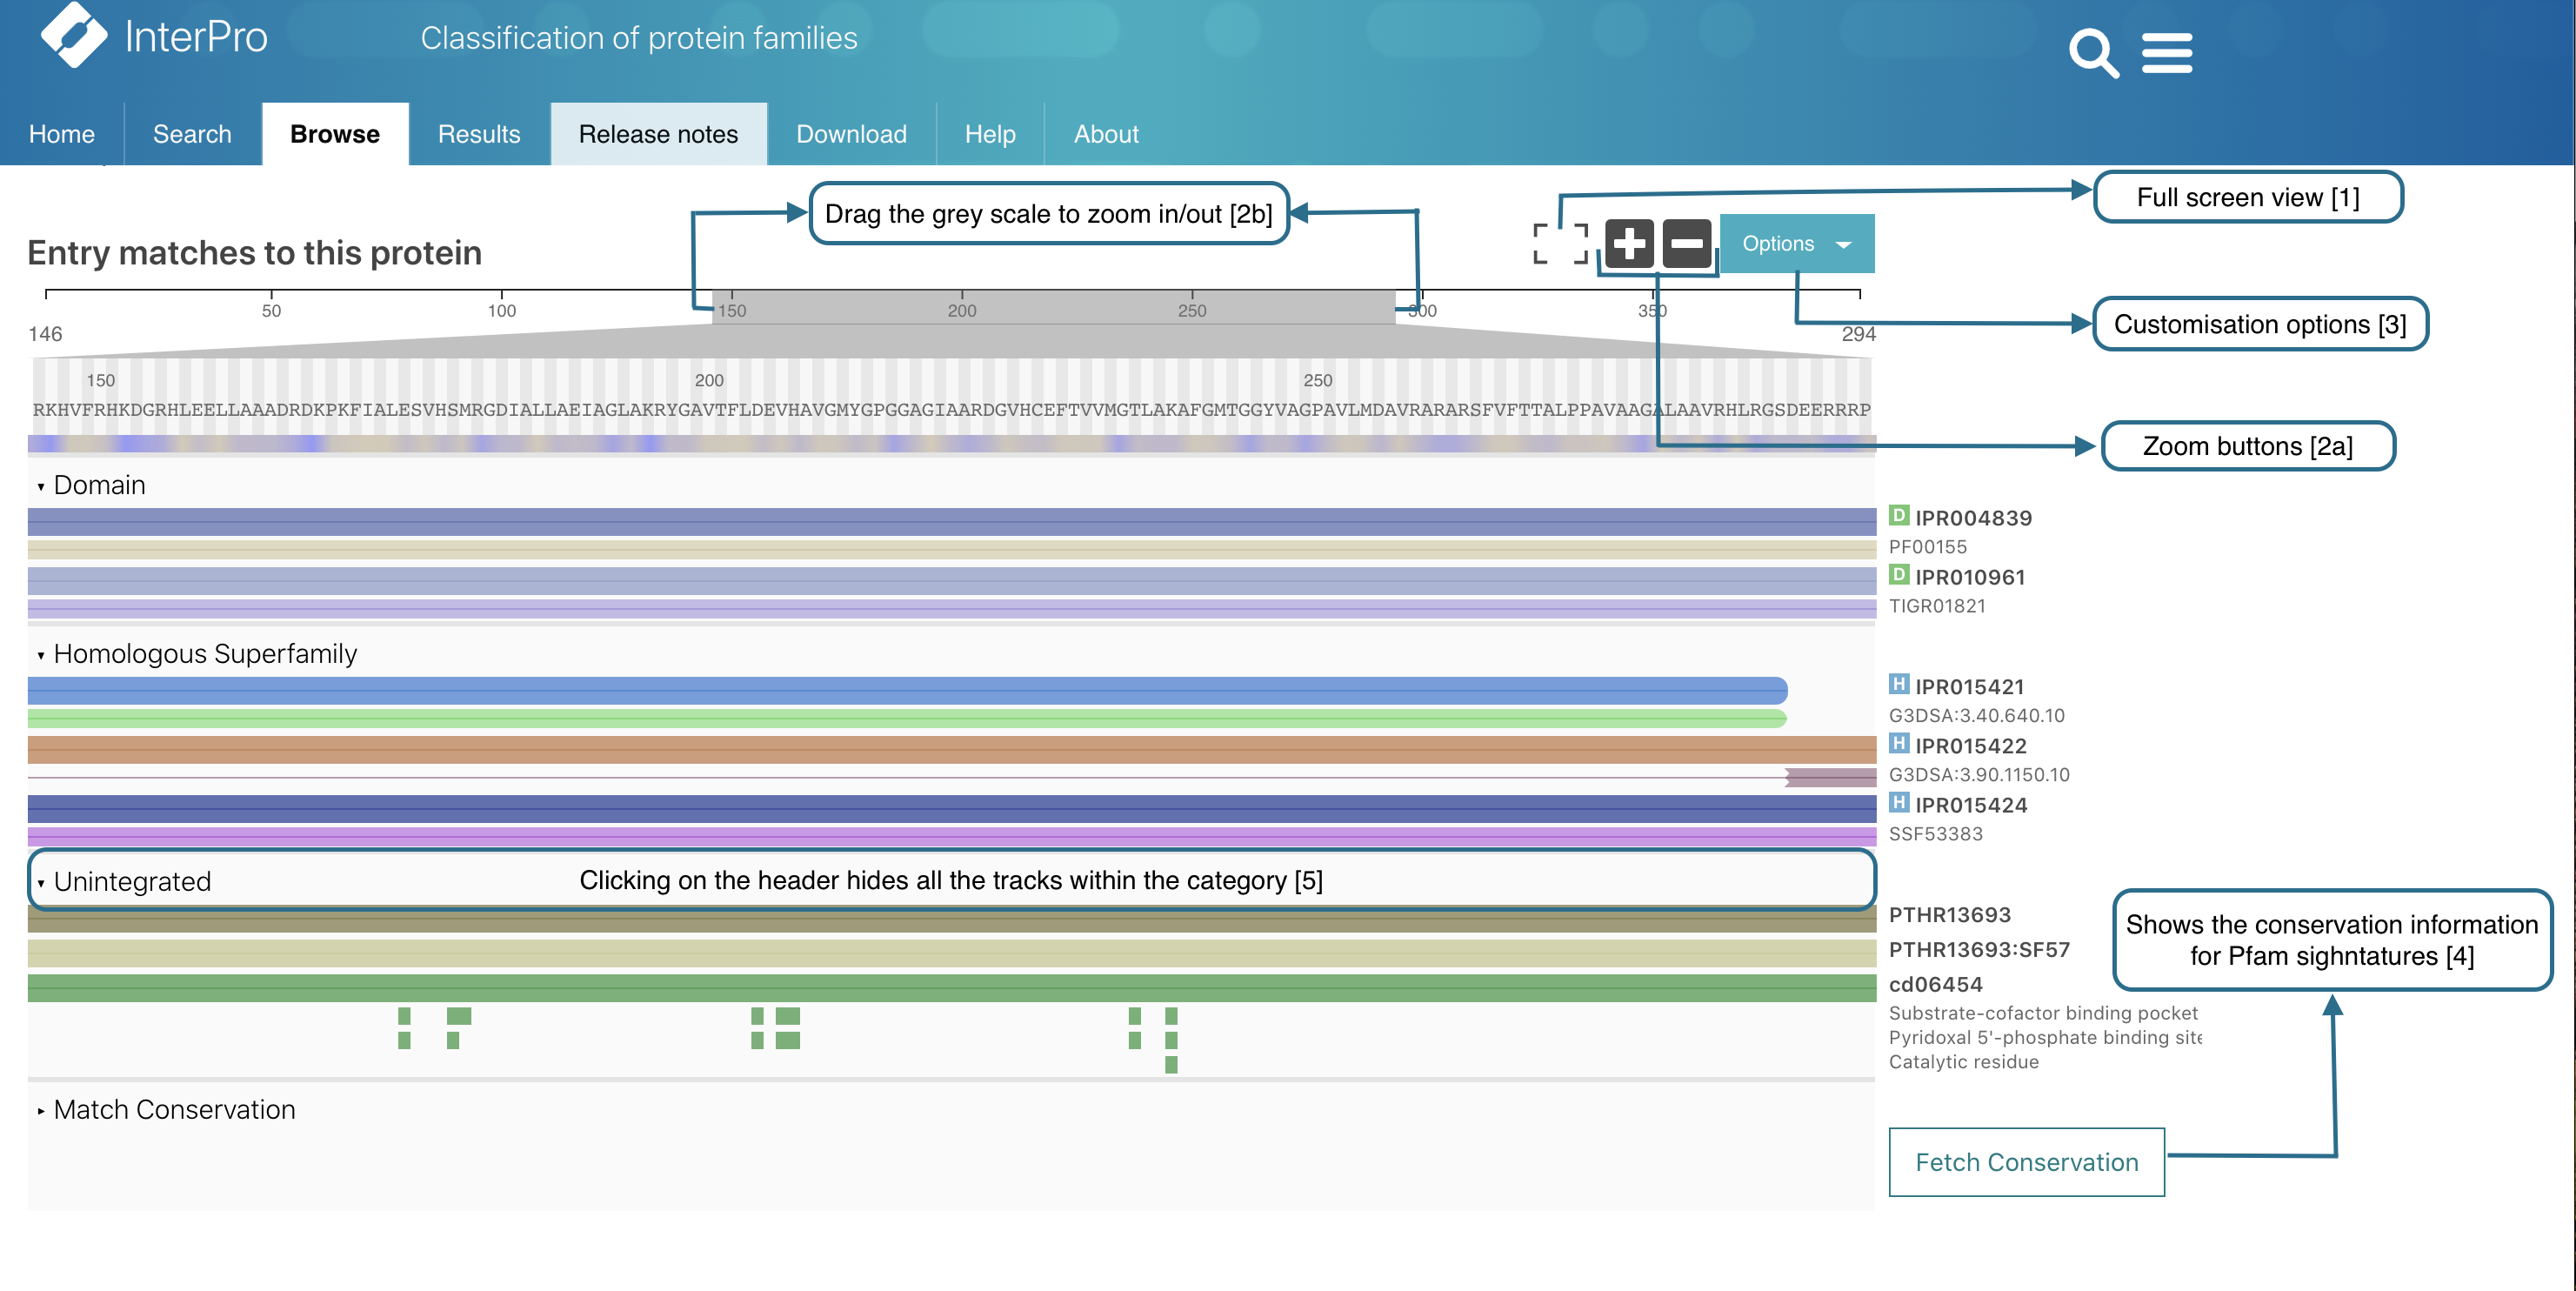 InterPro
Classification of protein families
Home Search Browse Results Release notes Download Help About
Drag the grey scale to zoom in/out [2b]
Full screen view [1]
Entry matches to this protein
Options
50 100 150 200 250 300 350
Customisation options [3]
146 294
150 200 250
RKHVFRHKDGRHLEELLAAADRDKPKFIALESVHSMRGDIALLAEIAGLAKRYGAVTFLDEVHAVGMYGPGGAGIAARDGVHCEFTVVMGTLAKAFGMTGGYVAGPAVLMDAVRARARSFVFTTALPPAVAAGALAAVRHLRGSDEERRRP
Zoom buttons [2a]
Domain
D IPR004839
PF00155
D IPR010961
TIGR01821
Homologous Superfamily
H IPR015421
G3DSA:3.40.640.10
H IPR015422
G3DSA:3.90.1150.10
H IPR015424
SSF53383
Unintegrated
Clicking on the header hides all the tracks within the category [5]
PTHR13693
PTHR13693:SF57
cd06454
Shows the conservation information
for Pfam sighntatures [4]
Substrate-cofactor binding pocket
Pyridoxal 5'-phosphate binding site
Catalytic residue
Match Conservation
Fetch Conservation